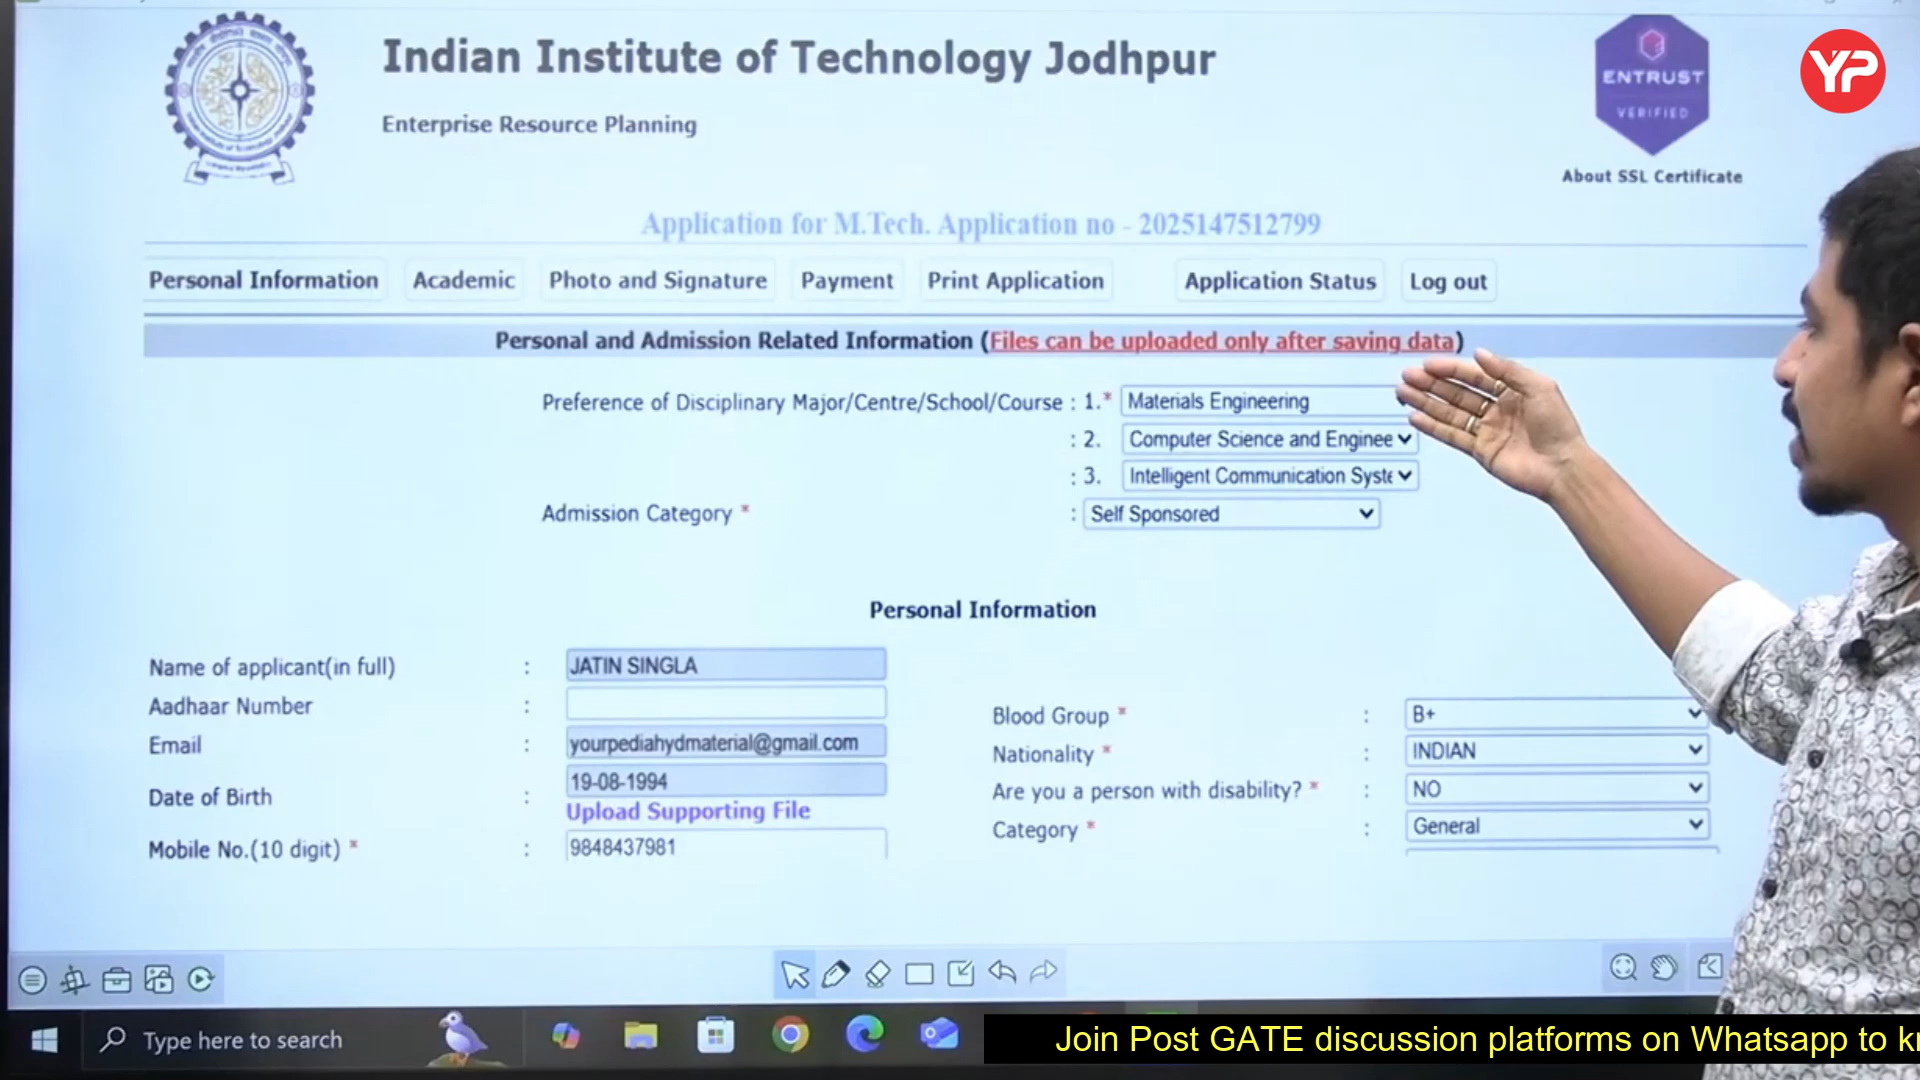 Indian Institute of Technology Jodhpur
Enterprise Resource Planning
ENTRUST
VERIFIED
About SSL Certificate
YP
Application for M.Tech. Application no - 2025147512799
Personal Information Academic Photo and Signature Payment Print Application Application Status Log out
Personal and Admission Related Information (Files can be uploaded only after saving data)
Preference of Disciplinary Major/Centre/School/Course : 1.* Materials Engineering
: 2. Computer Science and Enginee
: 3. Intelligent Communication Syste
Admission Category * : Self Sponsored
Personal Information
Name of applicant(in full) : JATIN SINGLA
Aadhaar Number :
Email : yourpediahydmaterial@gmail.com
Date of Birth : 19-08-1994
Upload Supporting File
Mobile No.(10 digit) * : 9848437981
Blood Group * : B+
Nationality * : INDIAN
Are you a person with disability? * : NO
Category * : General
Type here to search
Join Post GATE discussion platforms on Whatsapp to k